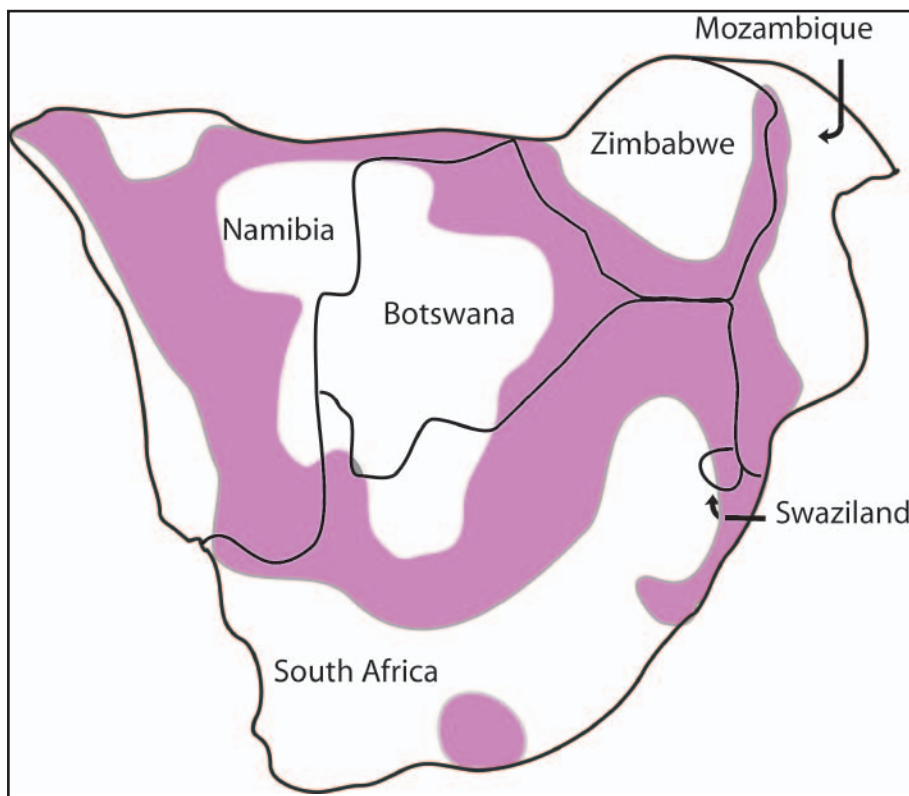 Mozambique
Zimbabwe
Namibia
Botswana
Swaziland
South Africa